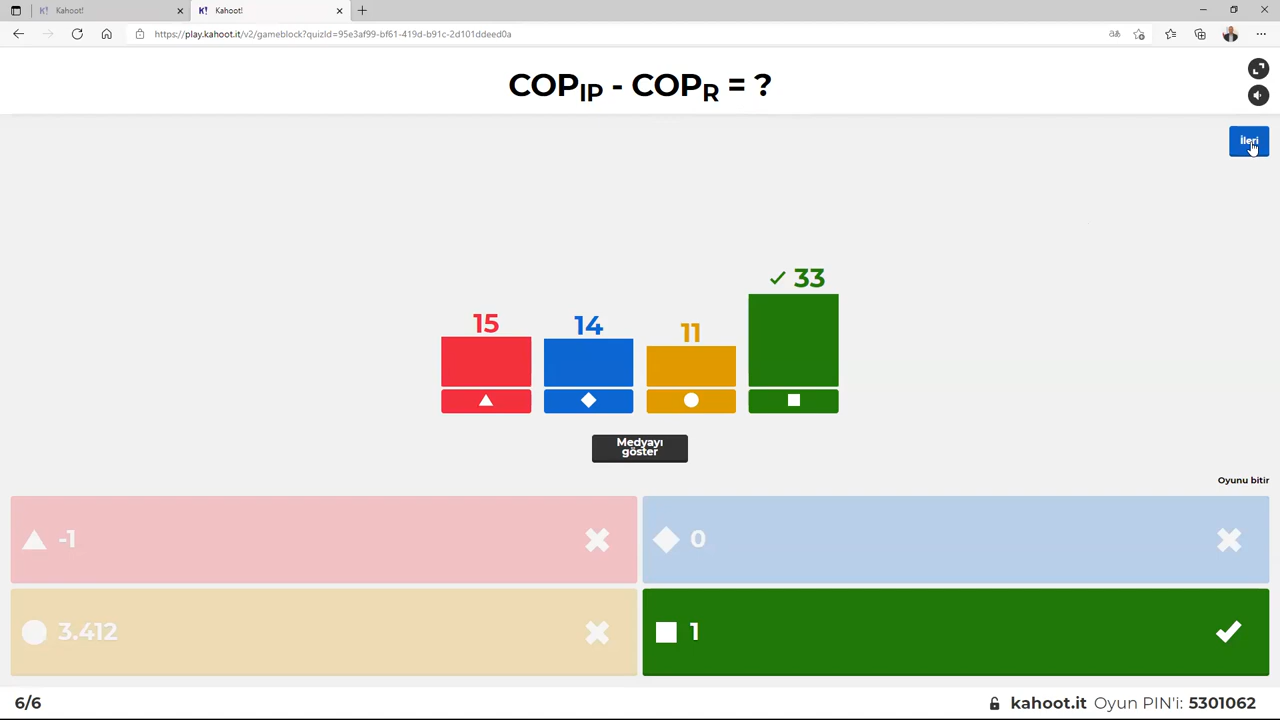 K! Kahoot!
K! Kahoot!
https://play.kahoot.it/v2/gameblock?quizId=95e3af99-bf61-419d-b91c-2d101ddeed0a
COPIP - COPR = ?
İleri
15
14
11
33
Medyayı
göster
Oyunu bitir
-1
0
3.412
1
6/6
kahoot.it Oyun PIN'i: 5301062